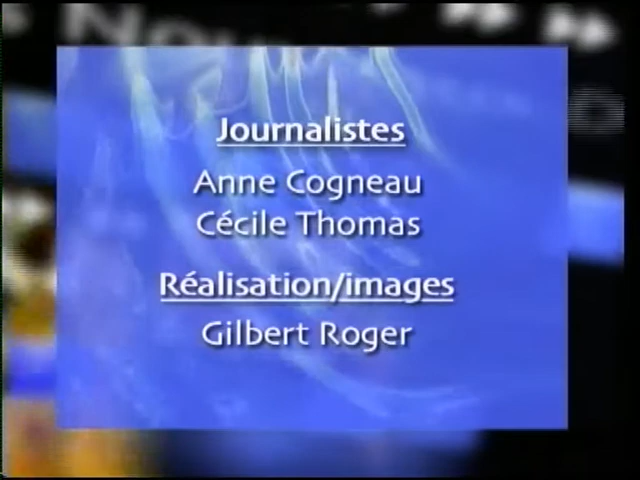 Journalistes
Anne Cogneau
Cécile Thomas
Réalisation/images
Gilbert Roger